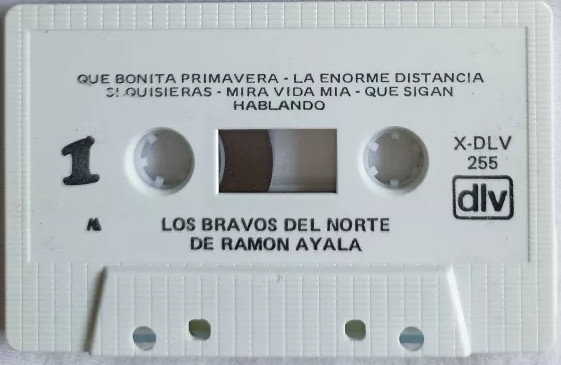 QUE BONITA PRIMAVERA - LA ENORME DISTANCIA
SI QUISIERAS - MIRA VIDA MIA - QUE SIGAN
HABLANDO
1
X-DLV
255
dlv
LOS BRAVOS DEL NORTE
DE RAMON AYALA